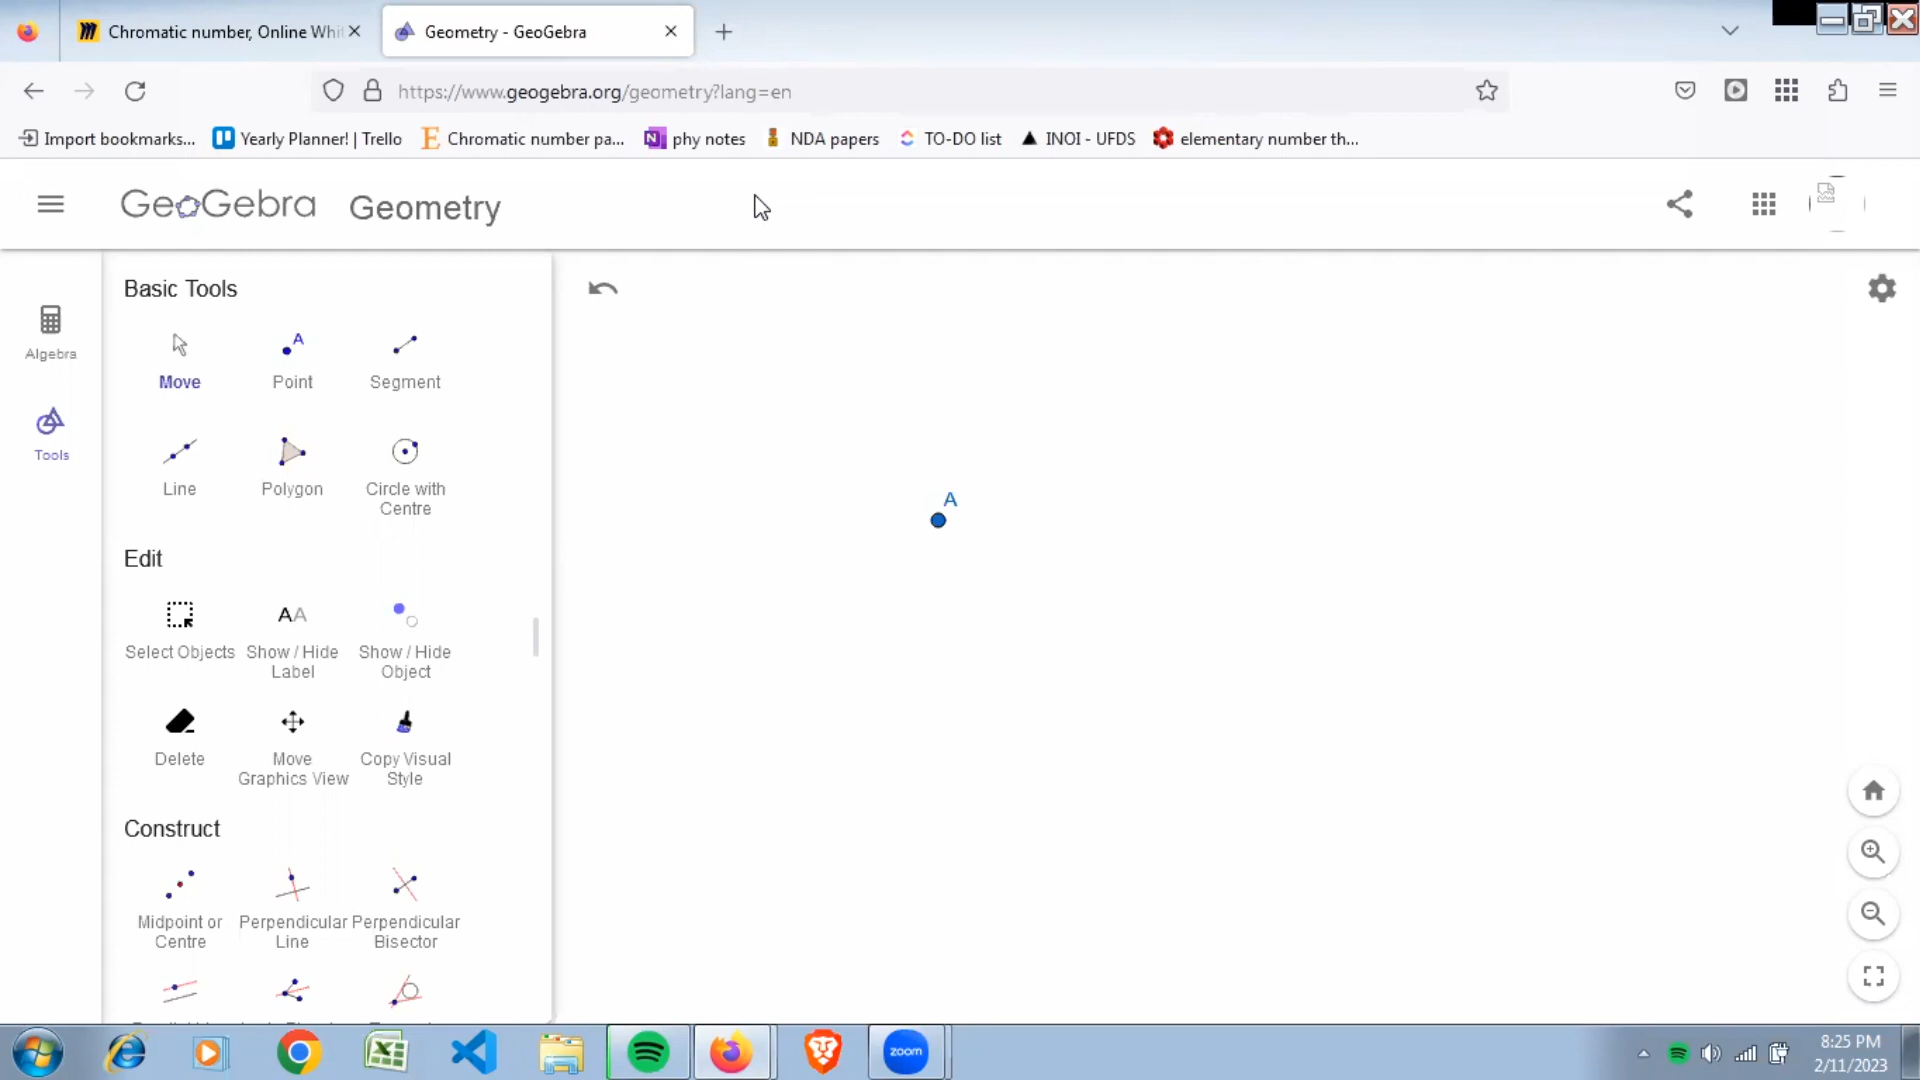 Chromatic number, Online Whit
Geometry - GeoGebra
https://www.geogebra.org/geometry?lang=en
Import bookmarks...
Yearly Planner! | Trello
Chromatic number pa...
phy notes
NDA papers
TO-DO list
INOI - UFDS
elementary number th...
GeoGebra Geometry
Algebra
Tools
Basic Tools
Move
A
Point
Segment
Line
Polygon
Circle with
Centre
Edit
Select Objects
AA
Show / Hide
Label
Show / Hide
Object
Delete
Move
Graphics View
Copy Visual
Style
Construct
Midpoint or
Centre
Perpendicular
Line
Perpendicular
Bisector
A
zoom
8:25 PM
2/11/2023